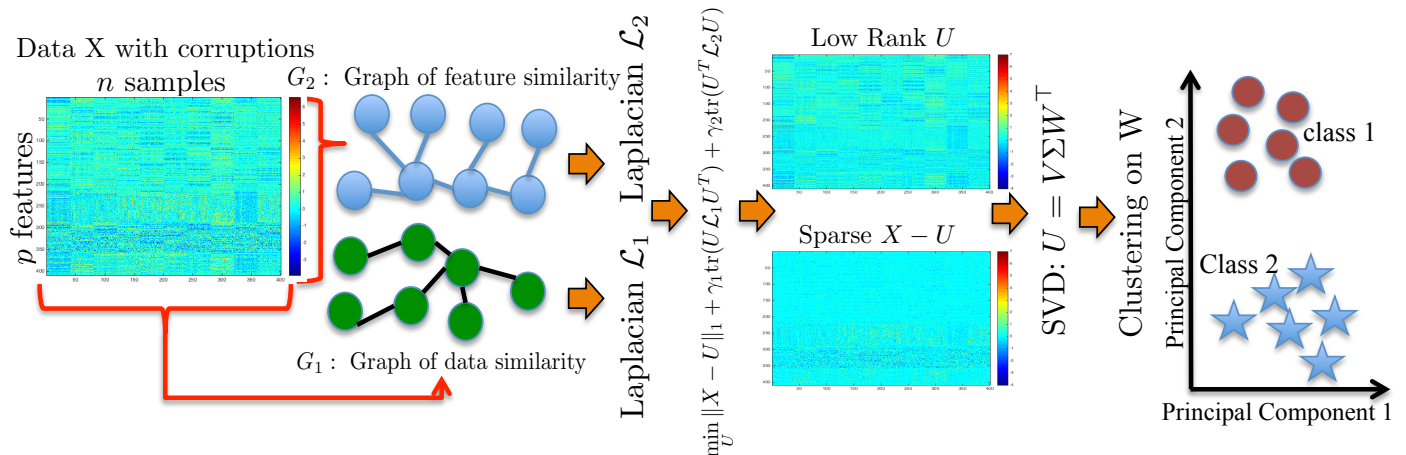 Data X with corruptions
n samples
p features
G₂ : Graph of feature similarity
G₁ : Graph of data similarity
Laplacian ℒ₂
Laplacian ℒ₁
min_U ‖X − U‖₁ + γ₁tr(Uℒ₁Uᵀ) + γ₂tr(Uᵀℒ₂U)
Low Rank U
Sparse X − U
SVD: U = VΣW⊤
Clustering on W
Principal Component 2
class 1
Class 2
Principal Component 1